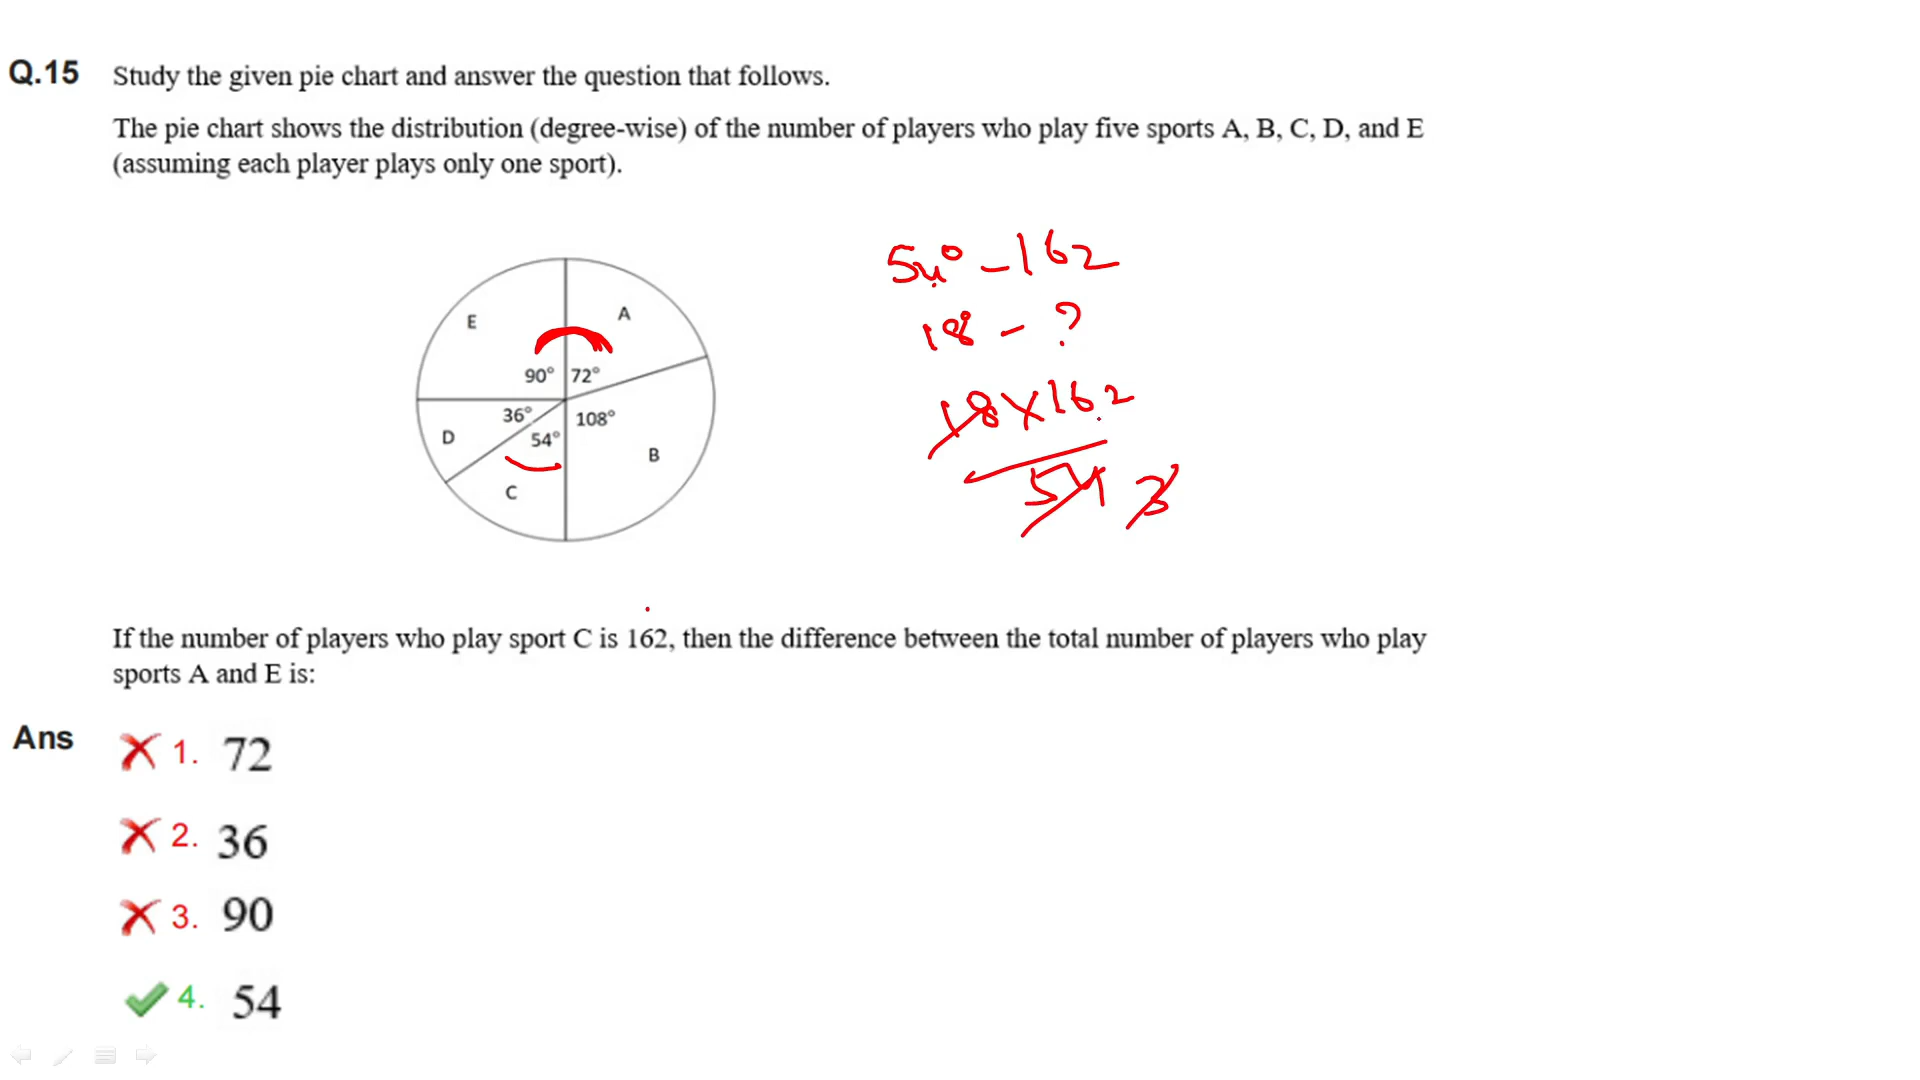 Q.15 Study the given pie chart and answer the question that follows.
The pie chart shows the distribution (degree-wise) of the number of players who play five sports A, B, C, D, and E
(assuming each player plays only one sport).
E
A
90° 72°
36°
108°
D
54°
B
C
54° - 162
18 - ?
18 X 162
54 3
If the number of players who play sport C is 162, then the difference between the total number of players who play
sports A and E is:
Ans 1. 72
2. 36
3. 90
4. 54